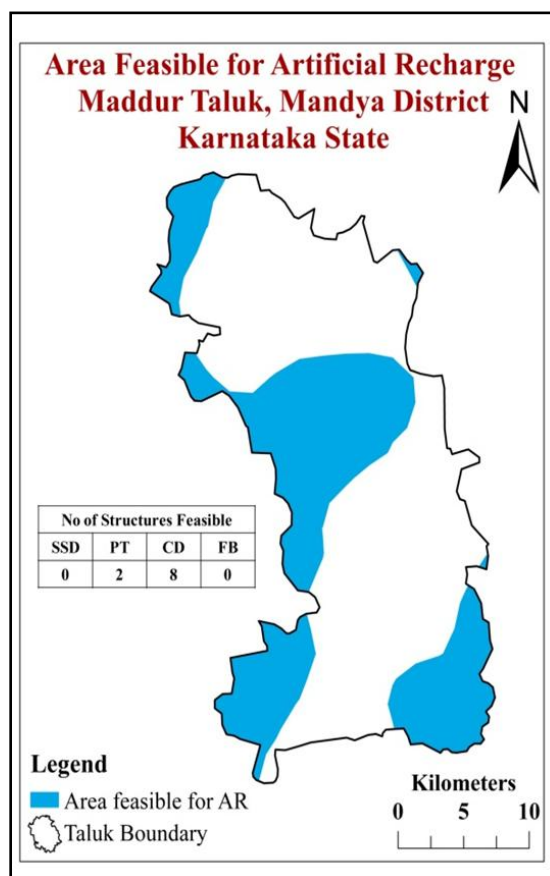 Area Feasible for Artificial Recharge
Maddur Taluk, Mandya District
Karnataka State
N
No of Structures Feasible
SSD PT CD FB
0 2 8 0
Legend
Area feasible for AR
Taluk Boundary
Kilometers
0 5 10